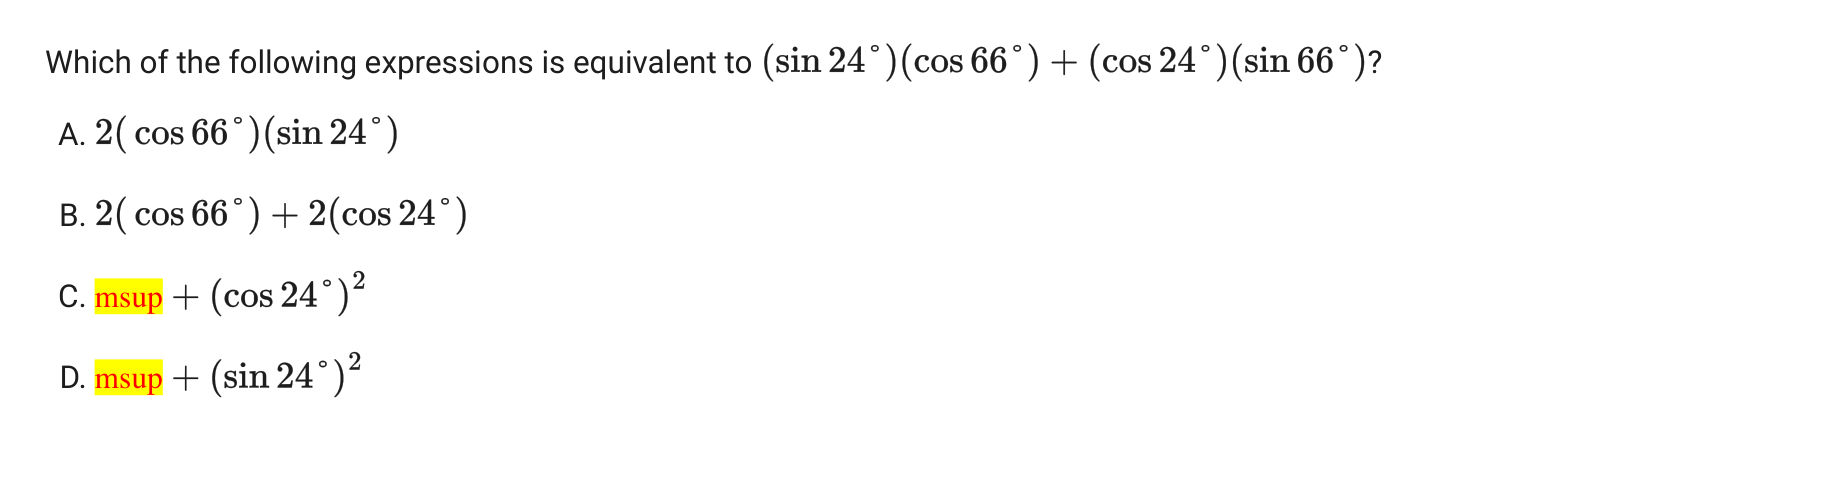 Which of the following expressions is equivalent to (sin 24°)(cos 66°) + (cos 24°)(sin 66°)?
A. 2( cos 66°)(sin 24°)
B. 2( cos 66°) + 2(cos 24°)
C. msup + (cos 24°)²
D. msup + (sin 24°)²